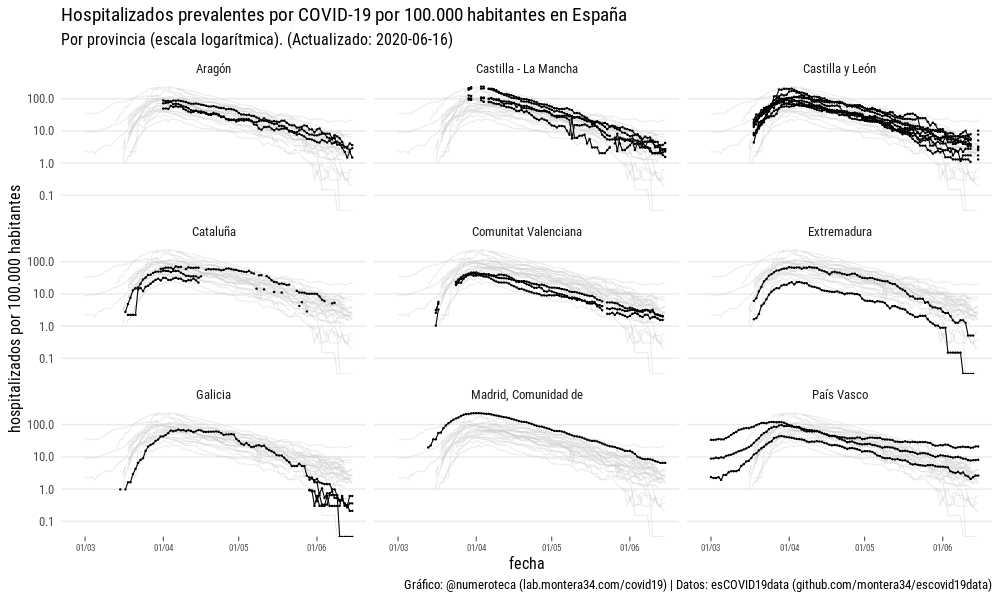 Hospitalizados prevalentes por COVID-19 por 100.000 habitantes en España
Por provincia (escala logarítmica). (Actualizado: 2020-06-16)
Aragón
Castilla - La Mancha
Castilla y León
100.0
10.0
1.0
0.1
Cataluña
Comunitat Valenciana
Extremadura
100.0
10.0
1.0
0.1
Galicia
Madrid, Comunidad de
País Vasco
100.0
10.0
1.0
0.1
hospitalizados por 100.000 habitantes
01/03 01/04 01/05 01/06
01/03 01/04 01/05 01/06
01/03 01/04 01/05 01/06
fecha
Gráfico: @numeroteca (lab.montera34.com/covid19) | Datos: esCOVID19data (github.com/montera34/escovid19data)